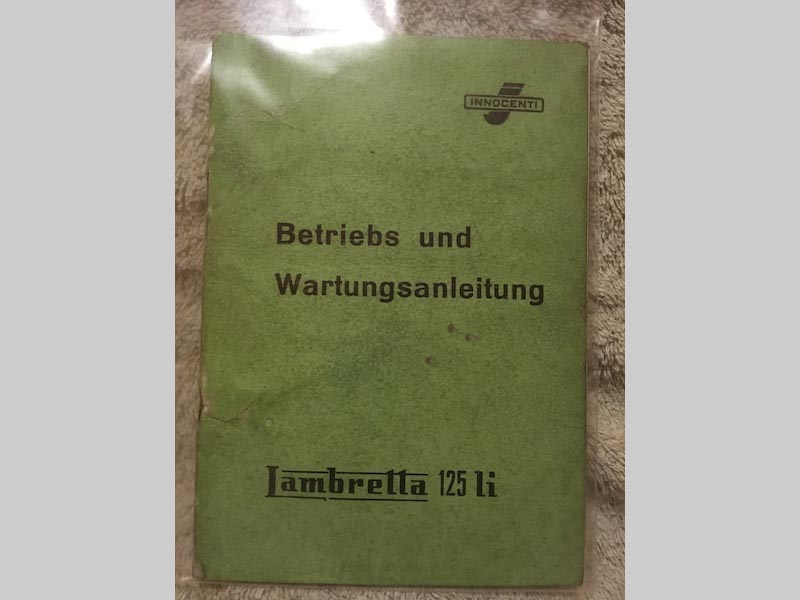 INNOCENTI
Betriebs und
Wartungsanleitung
Lambretta 125 li